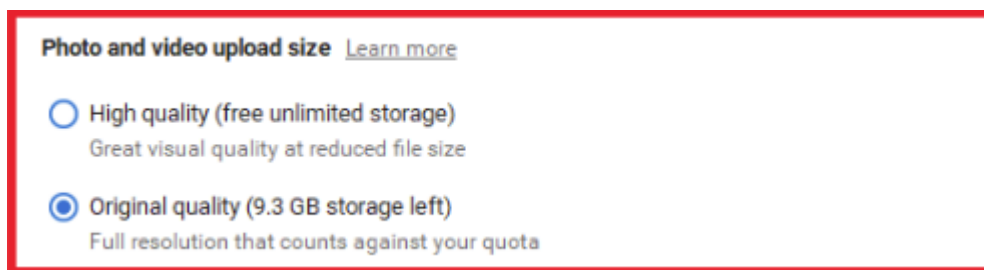 Photo and video upload size Learn more
High quality (free unlimited storage)
Great visual quality at reduced file size
Original quality (9.3 GB storage left)
Full resolution that counts against your quota